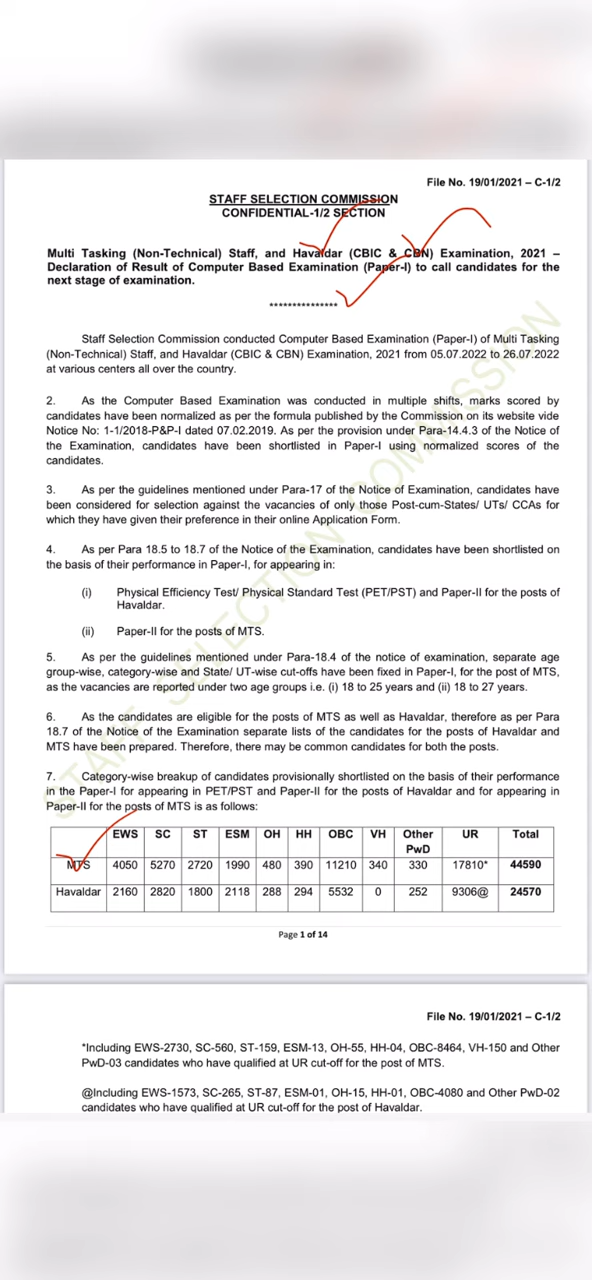 File No. 19/01/2021 – C-1/2
STAFF SELECTION COMMISSION
CONFIDENTIAL-1/2 SECTION
Multi Tasking (Non-Technical) Staff, and Havaldar (CBIC & CBN) Examination, 2021 –
Declaration of Result of Computer Based Examination (Paper-I) to call candidates for the
next stage of examination.
***************
Staff Selection Commission conducted Computer Based Examination (Paper-I) of Multi Tasking
(Non-Technical) Staff, and Havaldar (CBIC & CBN) Examination, 2021 from 05.07.2022 to 26.07.2022
at various centers all over the country.
2. As the Computer Based Examination was conducted in multiple shifts, marks scored by
candidates have been normalized as per the formula published by the Commission on its website vide
Notice No: 1-1/2018-P&P-I dated 07.02.2019. As per the provision under Para-14.4.3 of the Notice of
the Examination, candidates have been shortlisted in Paper-I using normalized scores of the
candidates.
3. As per the guidelines mentioned under Para-17 of the Notice of Examination, candidates have
been considered for selection against the vacancies of only those Post-cum-States/ UTs/ CCAs for
which they have given their preference in their online Application Form.
4. As per Para 18.5 to 18.7 of the Notice of the Examination, candidates have been shortlisted on
the basis of their performance in Paper-I, for appearing in:
(i) Physical Efficiency Test/ Physical Standard Test (PET/PST) and Paper-II for the posts of
Havaldar.
(ii) Paper-II for the posts of MTS.
5. As per the guidelines mentioned under Para-18.4 of the notice of examination, separate age
group-wise, category-wise and State/ UT-wise cut-offs have been fixed in Paper-I, for the post of MTS,
as the vacancies are reported under two age groups i.e. (i) 18 to 25 years and (ii) 18 to 27 years.
6. As the candidates are eligible for the posts of MTS as well as Havaldar, therefore as per Para
18.7 of the Notice of the Examination separate lists of the candidates for the posts of Havaldar and
MTS have been prepared. Therefore, there may be common candidates for both the posts.
7. Category-wise breakup of candidates provisionally shortlisted on the basis of their performance
in the Paper-I for appearing in PET/PST and Paper-II for the posts of Havaldar and for appearing in
Paper-II for the posts of MTS is as follows:
EWS SC ST ESM OH HH OBC VH Other PwD UR Total
MTS 4050 5270 2720 1990 480 390 11210 340 330 17810* 44590
Havaldar 2160 2820 1800 2118 288 294 5532 0 252 9306@ 24570
Page 1 of 14
File No. 19/01/2021 – C-1/2
*Including EWS-2730, SC-560, ST-159, ESM-13, OH-55, HH-04, OBC-8464, VH-150 and Other
PwD-03 candidates who have qualified at UR cut-off for the post of MTS.
@Including EWS-1573, SC-265, ST-87, ESM-01, OH-15, HH-01, OBC-4080 and Other PwD-02
candidates who have qualified at UR cut-off for the post of Havaldar.
STAFF SELECTION COMMISSION